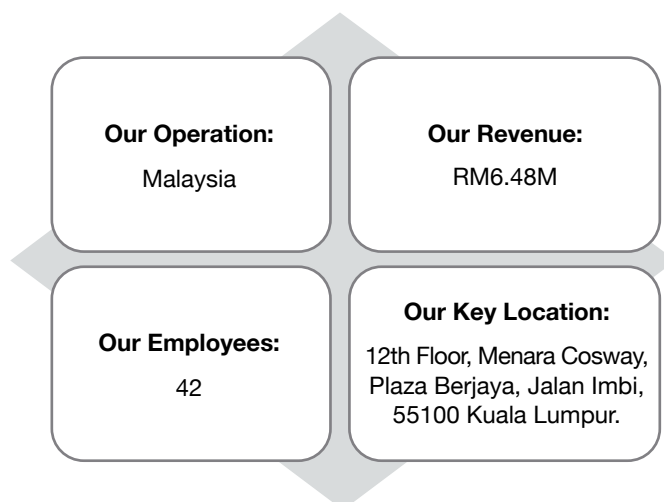 Our Operation:
Malaysia
Our Revenue:
RM6.48M
Our Employees:
42
Our Key Location:
12th Floor, Menara Cosway,
Plaza Berjaya, Jalan Imbi,
55100 Kuala Lumpur.